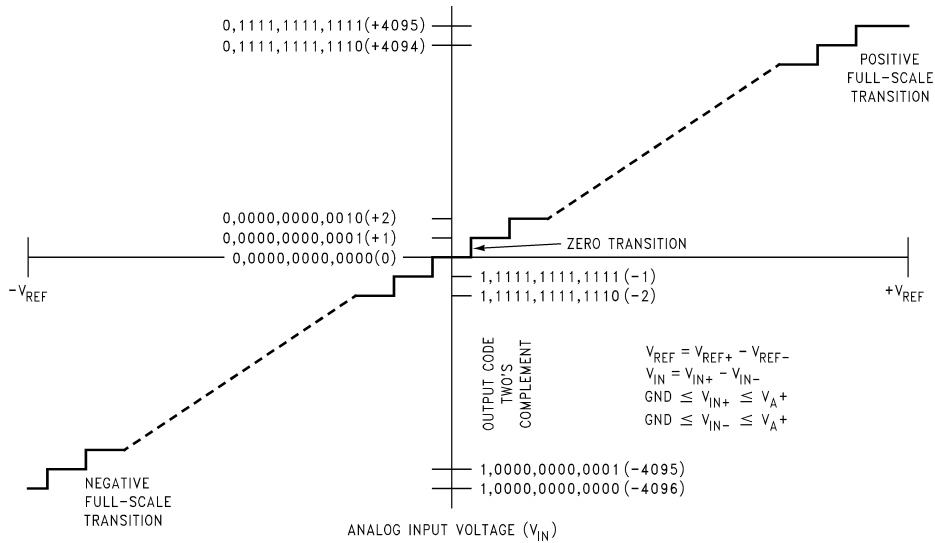 0,1111,1111,1111(+4095)
0,1111,1111,1110(+4094)
POSITIVE
FULL-SCALE
TRANSITION
0,0000,0000,0010(+2)
0,0000,0000,0001(+1)
ZERO TRANSITION
0,0000,0000,0000(0)
1,1111,1111,1111(-1)
-VREF
+VREF
1,1111,1111,1110(-2)
OUTPUT CODE
TWO'S
COMPLEMENT
VREF = VREF+ - VREF-
VIN = VIN+ - VIN-
GND ≤ VIN+ ≤ VA+
GND ≤ VIN- ≤ VA+
1,0000,0000,0001(-4095)
1,0000,0000,0000(-4096)
NEGATIVE
FULL-SCALE
TRANSITION
ANALOG INPUT VOLTAGE (VIN)